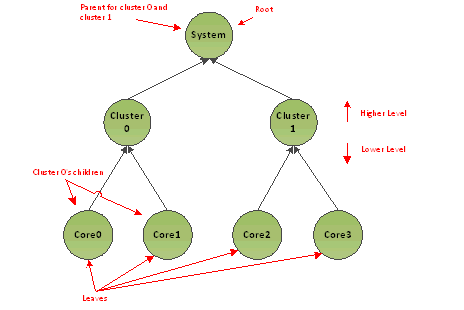 Parent for cluster 0 and
cluster 1
Root
System
Cluster
0
Cluster
1
Higher Level
Lower Level
Cluster 0's children
Core0
Core1
Core2
Core3
Leaves